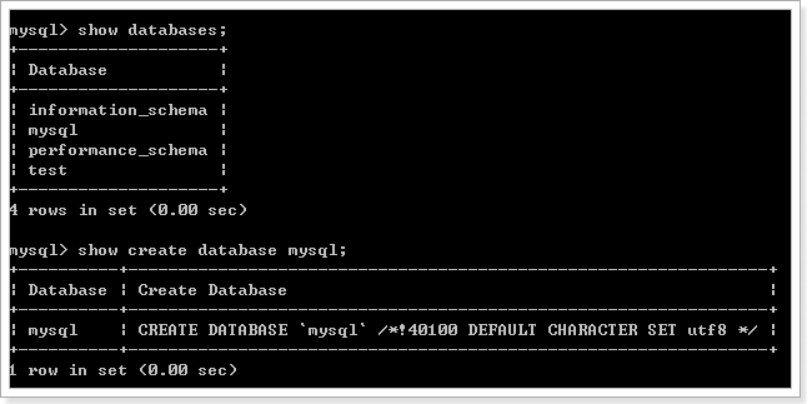 mysql> show databases;
+--------------------+
| Database           |
+--------------------+
| information_schema |
| mysql              |
| performance_schema |
| test               |
+--------------------+
4 rows in set (0.00 sec)
mysql> show create database mysql;
+----------+----------------------------------------------------------------+
| Database | Create Database                                                |
+----------+----------------------------------------------------------------+
| mysql    | CREATE DATABASE `mysql` /*!40100 DEFAULT CHARACTER SET utf8 */ |
+----------+----------------------------------------------------------------+
1 row in set (0.00 sec)